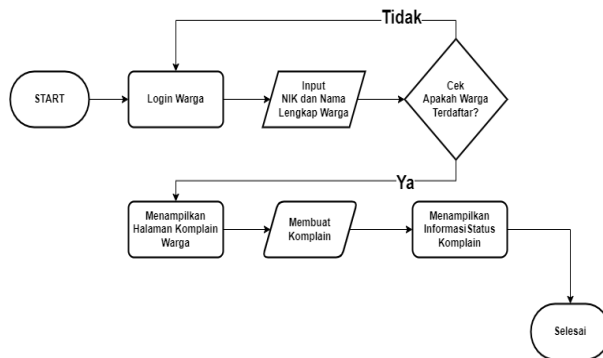 Tidak
START
Login Warga
Input
NIK dan Nama
Lengkap Warga
Cek
Apakah Warga
Terdaftar?
Ya
Menampilkan
Halaman Komplain
Warga
Membuat
Komplain
Menampilkan
Informasi Status
Komplain
Selesai